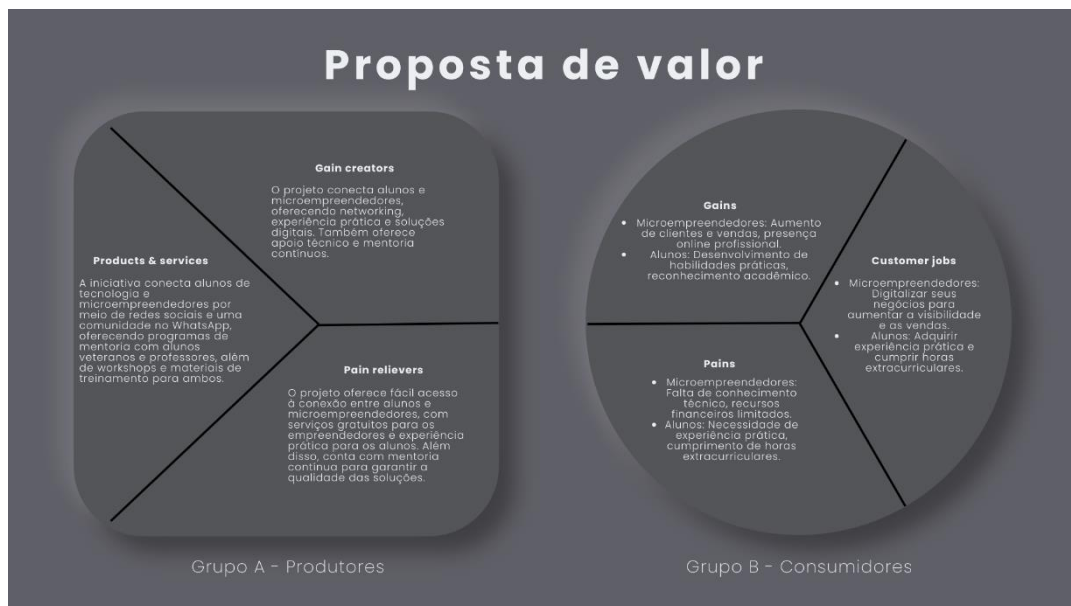 Proposta de valor
Gain creators
O projeto conecta alunos e
microempreendedores,
oferecendo networking,
experiência prática e soluções
digitais. Também oferece
apoio técnico e mentoria
contínuos.
Products & services
A iniciativa conecta alunos de
tecnologia e
microempreendedores por
meio de redes sociais e uma
comunidade no WhatsApp,
oferecendo programas de
mentoria com alunos
veteranos e professores, além
de workshops e materiais de
treinamento para ambos.
Pain relievers
O projeto oferece fácil acesso
à conexão entre alunos e
microempreendedores, com
serviços gratuitos para os
empreendedores e experiência
prática para os alunos. Além
disso, conta com mentoria
contínua para garantir a
qualidade das soluções.
Grupo A - Produtores
Gains
• Microempreendedores: Aumento
de clientes e vendas, presença
online profissional.
• Alunos: Desenvolvimento de
habilidades práticas,
reconhecimento acadêmico.
Customer jobs
• Microempreendedores:
Digitalizar seus
negócios para
aumentar a visibilidade
e as vendas.
• Alunos: Adquirir
experiência prática e
cumprir horas
extracurriculares.
Pains
• Microempreendedores:
Falta de conhecimento
técnico, recursos
financeiros limitados.
• Alunos: Necessidade de
experiência prática,
cumprimento de horas
extracurriculares.
Grupo B - Consumidores